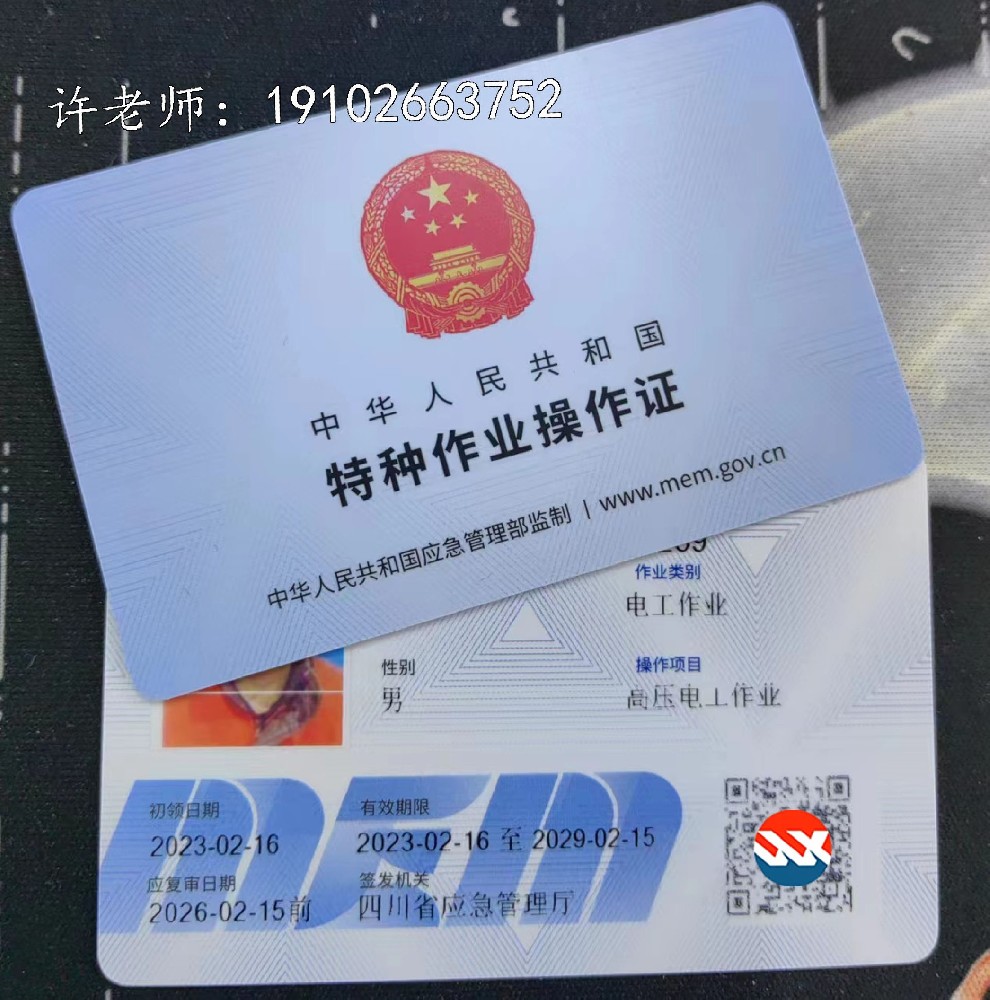 许老师：19102663752
中华人民共和国
特种作业操作证
中华人民共和国应急管理部监制 | www.mem.gov.cn
作业类别
电工作业
性别
男
操作项目
高压电工作业
初领日期
2023-02-16
有效期限
2023-02-16 至 2029-02-15
应复审日期
2026-02-15前
签发机关
四川省应急管理厅